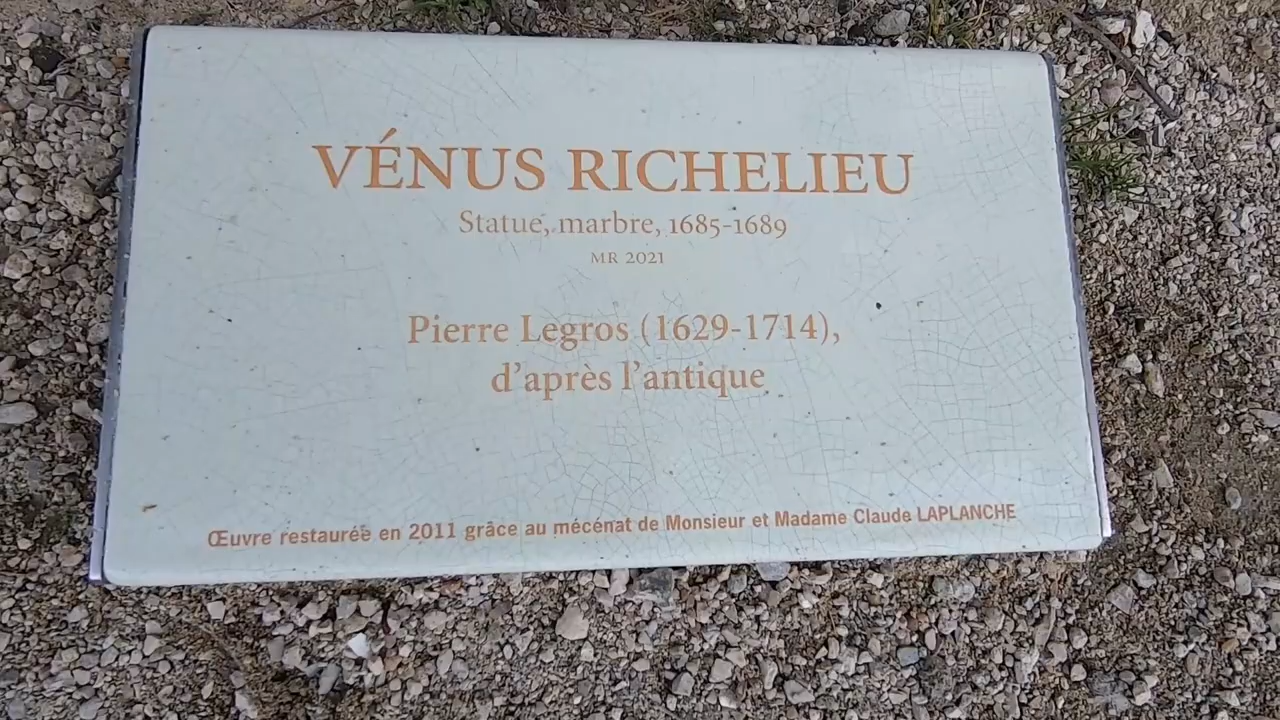 VÉNUS RICHELIEU
Statue, marbre, 1685-1689
MR 2021
Pierre Legros (1629-1714),
d'après l'antique
Œuvre restaurée en 2011 grâce au mécénat de Monsieur et Madame Claude LAPLANCHE